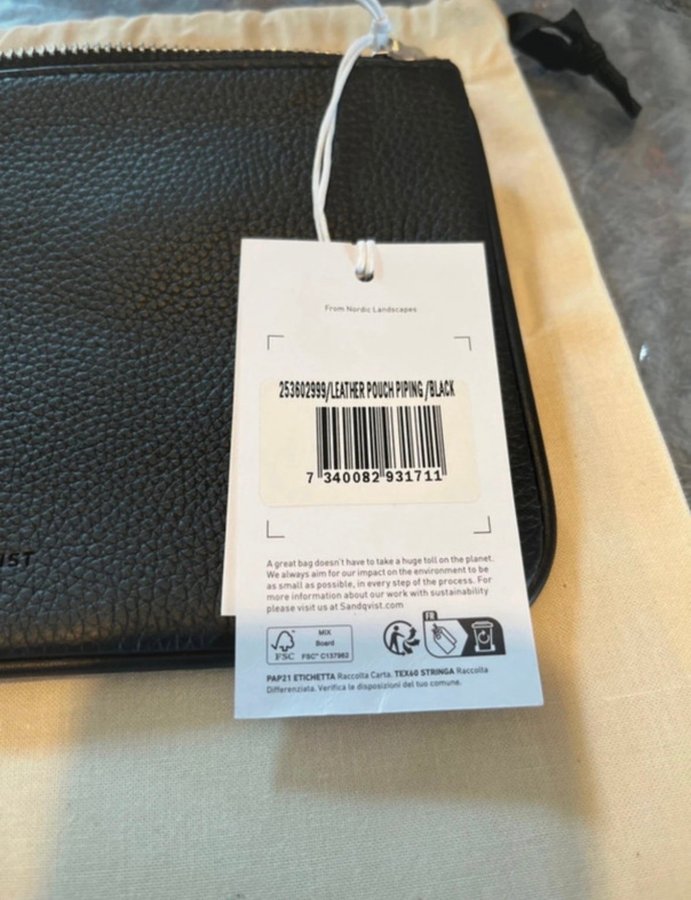 From Nordic Landscapes
253602999/LEATHER POUCH PIPING /BLACK
7 340082 931711
IST
A great bag doesn't have to take a huge toll on the planet.
We always aim for our impact on the environment to be
as small as possible, in every step of the process. For
more information about our work with sustainability
please visit us at Sandqvist.com
FR
MIX
Board
FSC
FSC™ C137962
PAP21 ETICHETTA Raccolta Carta. TEX60 STRINGA Raccolta
Differenziata. Verifica le disposizioni del tuo comune.